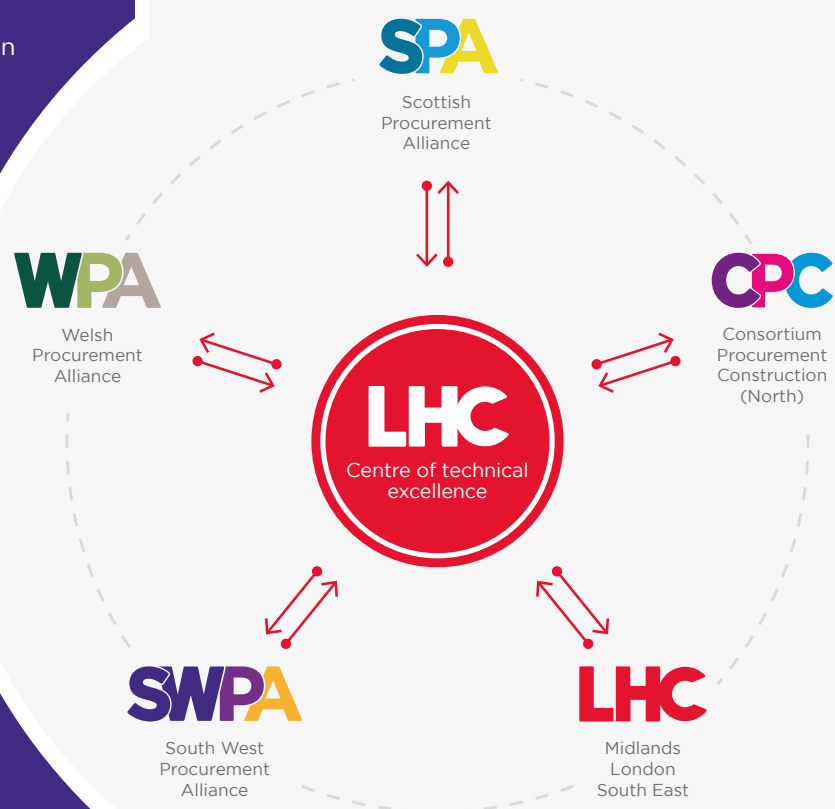 n
SPA
Scottish
Procurement
Alliance
WPA
Welsh
Procurement
Alliance
CPC
Consortium
Procurement
Construction
(North)
LHC
Centre of technical
excellence
SWPA
South West
Procurement
Alliance
LHC
Midlands
London
South East